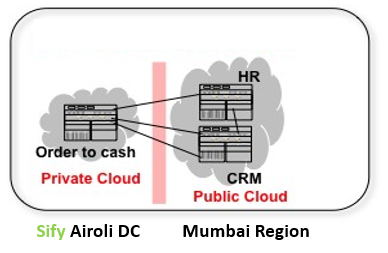 HR
Order to cash
Private Cloud
CRM
Public Cloud
Sify Airoli DC
Mumbai Region